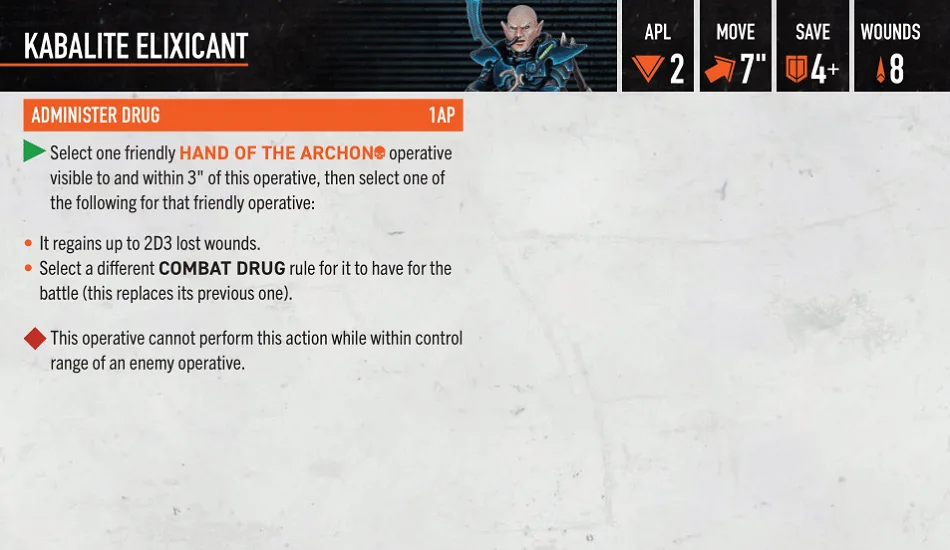 KABALITE ELIXICANT
APL
2
MOVE
7"
SAVE
4+
WOUNDS
8
ADMINISTER DRUG 1AP
Select one friendly HAND OF THE ARCHON operative
visible to and within 3" of this operative, then select one of
the following for that friendly operative:
• It regains up to 2D3 lost wounds.
• Select a different COMBAT DRUG rule for it to have for the
battle (this replaces its previous one).
This operative cannot perform this action while within control
range of an enemy operative.